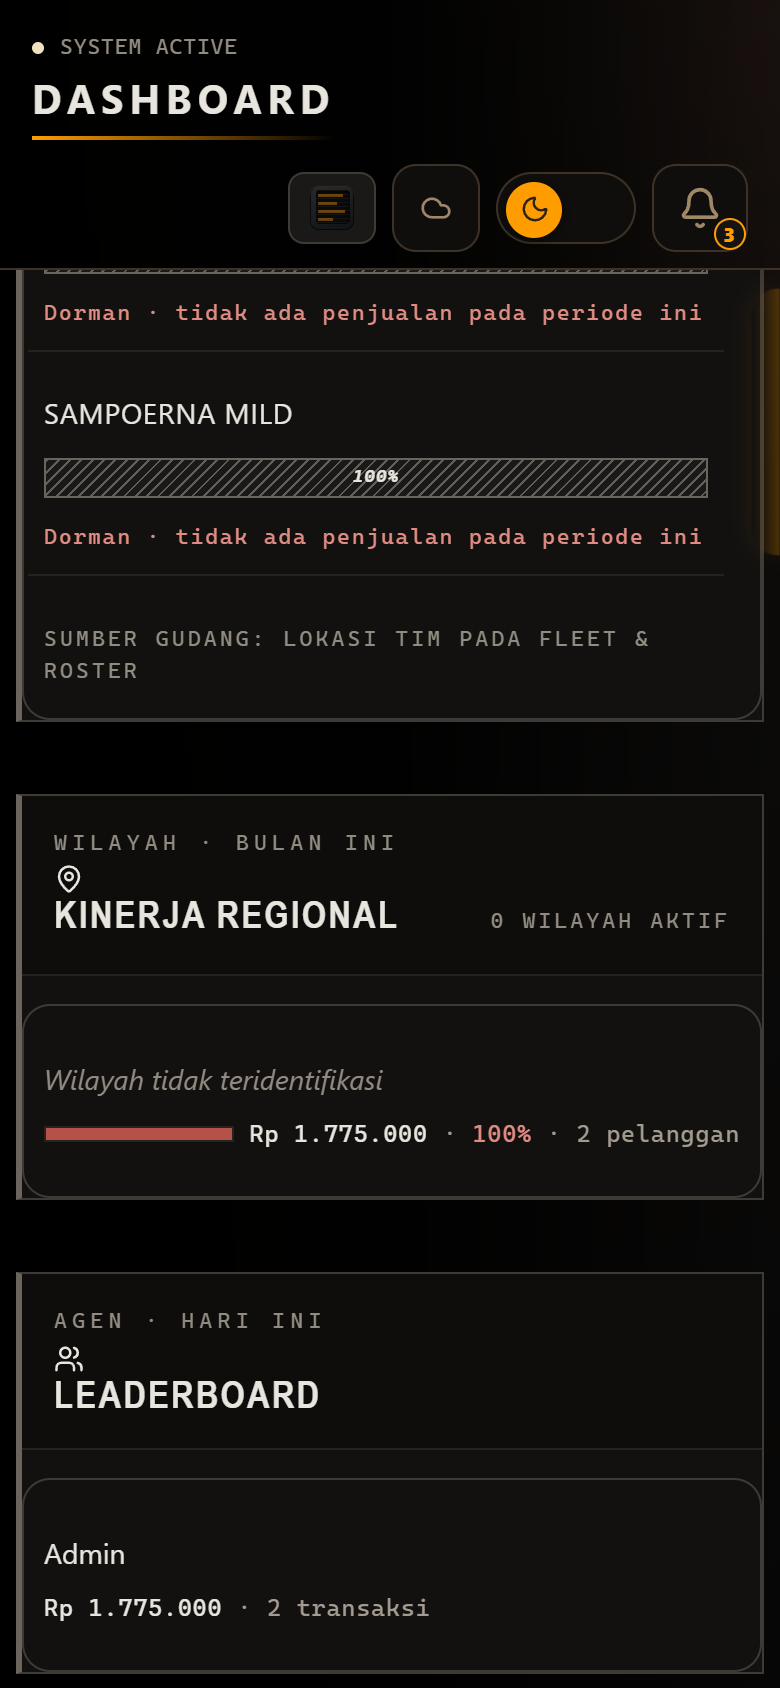 SYSTEM ACTIVE
DASHBOARD
3
Dorman · tidak ada penjualan pada periode ini
SAMPOERNA MILD
100%
Dorman · tidak ada penjualan pada periode ini
SUMBER GUDANG: LOKASI TIM PADA FLEET &
ROSTER
WILAYAH · BULAN INI
KINERJA REGIONAL
0 WILAYAH AKTIF
Wilayah tidak teridentifikasi
Rp 1.775.000 · 100% · 2 pelanggan
AGEN · HARI INI
LEADERBOARD
Admin
Rp 1.775.000 · 2 transaksi